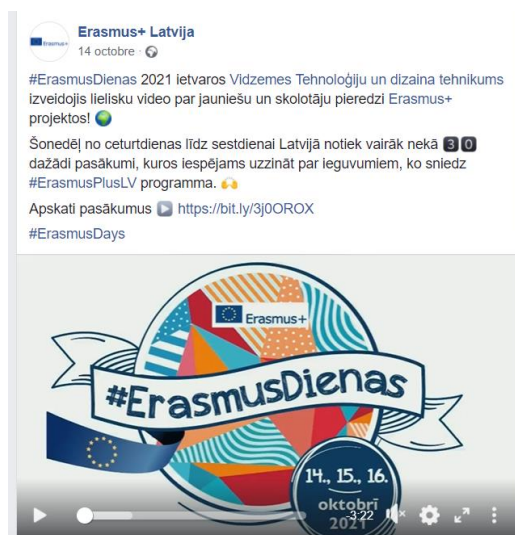 Erasmus+
Erasmus+ Latvija
14 octobre ·
#ErasmusDienas 2021 ietvaros Vidzemes Tehnoloģiju un dizaina tehnikums
izveidojis lielisku video par jauniešu un skolotāju pieredzi Erasmus+
projektos! 🌍
Šonedēļ no ceturtdienas līdz sestdienai Latvijā notiek vairāk nekā 3️⃣0️⃣
dažādi pasākumi, kuros iespējams uzzināt par ieguvumiem, ko sniedz
#ErasmusPlusLV programma. 🙌
Apskati pasākumus ▶️ https://bit.ly/3j0OROX
#ErasmusDays
Erasmus+
#ErasmusDienas
14., 15., 16.
oktobrī
2021
-3:22